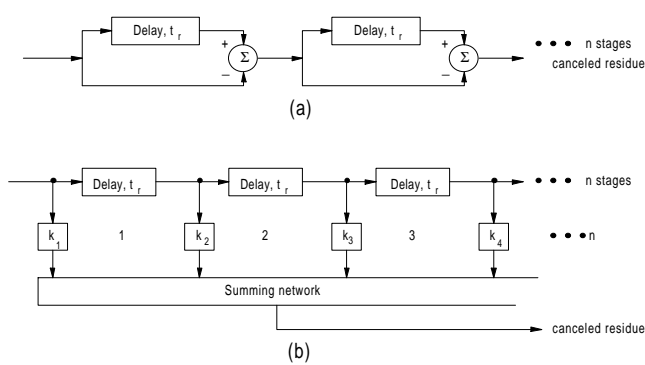 Delay, t r
Delay, t r
+
Σ
−
+
Σ
−
• • • n stages
canceled residue
(a)
Delay, t r
Delay, t r
Delay, t r
• • • n stages
k 1
1
k 2
2
k 3
3
k 4
• • • n
Summing network
canceled residue
(b)